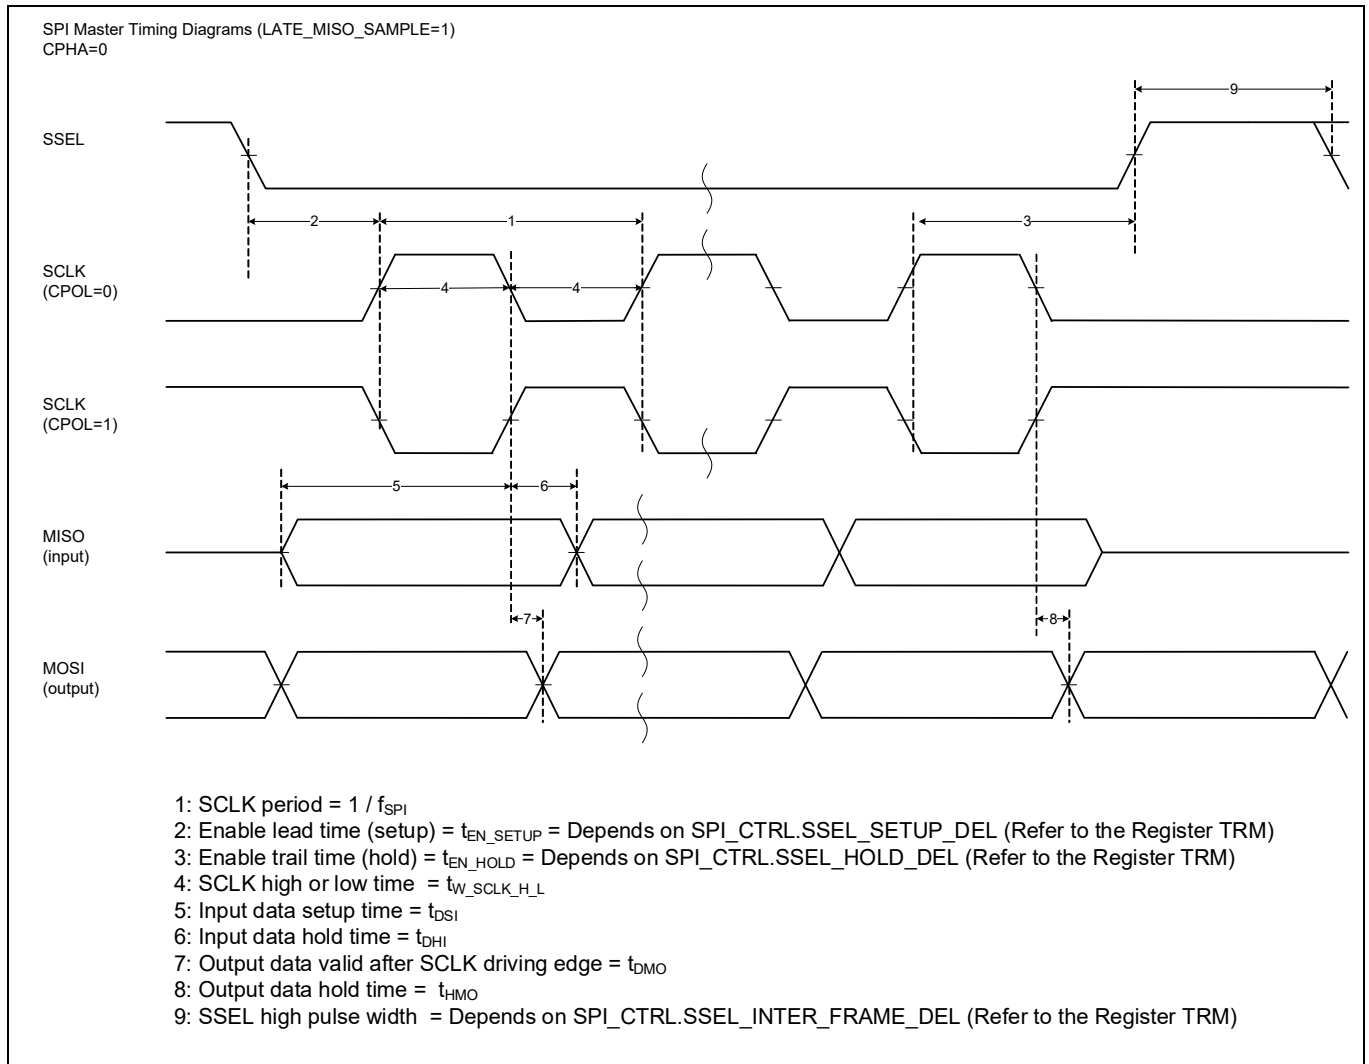 SPI Master Timing Diagrams (LATE_MISO_SAMPLE=1)
CPHA=0
9
SSEL
2
1
3
SCLK
(CPOL=0)
4
4
SCLK
(CPOL=1)
5
6
MISO
(input)
7
8
MOSI
(output)
1: SCLK period = 1 / fSPI
2: Enable lead time (setup) = tEN_SETUP = Depends on SPI_CTRL.SSEL_SETUP_DEL (Refer to the Register TRM)
3: Enable trail time (hold) = tEN_HOLD = Depends on SPI_CTRL.SSEL_HOLD_DEL (Refer to the Register TRM)
4: SCLK high or low time = tW_SCLK_H_L
5: Input data setup time = tDSI
6: Input data hold time = tDHI
7: Output data valid after SCLK driving edge = tDMO
8: Output data hold time = tHMO
9: SSEL high pulse width = Depends on SPI_CTRL.SSEL_INTER_FRAME_DEL (Refer to the Register TRM)